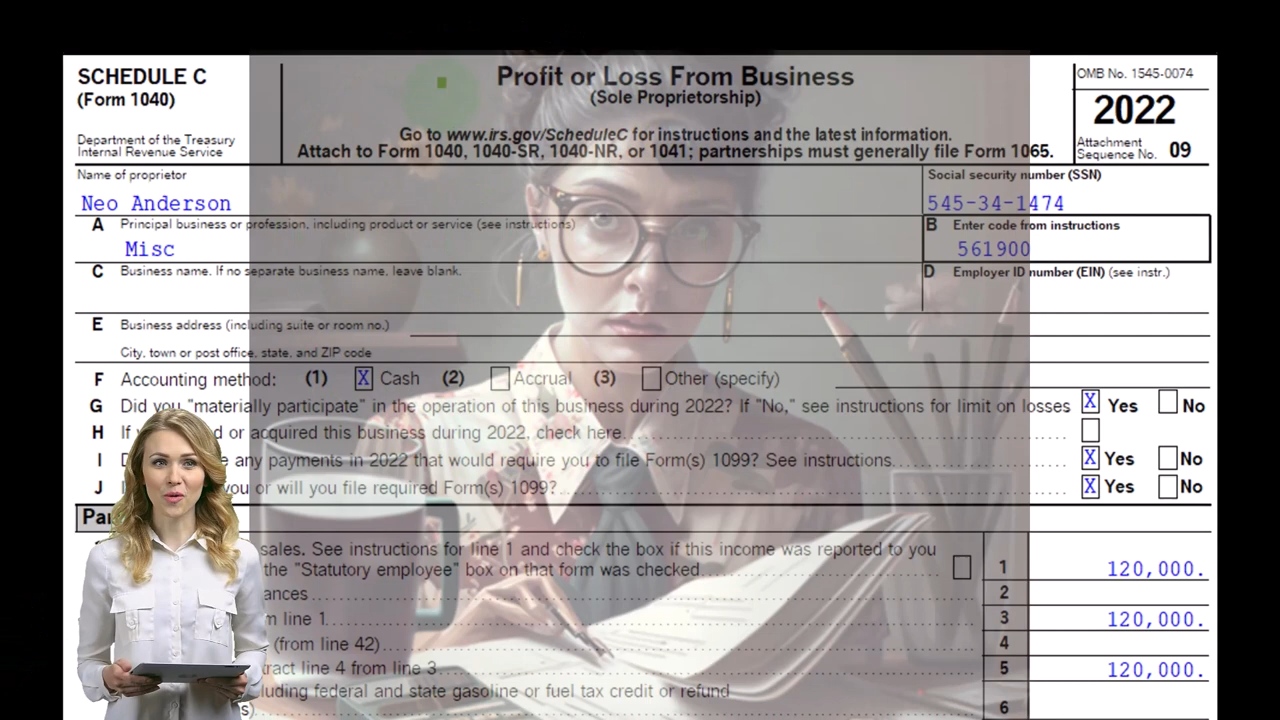 SCHEDULE C
(Form 1040)
Department of the Treasury
Internal Revenue Service
Profit or Loss From Business
(Sole Proprietorship)
Go to www.irs.gov/ScheduleC for instructions and the latest information.
Attach to Form 1040, 1040-SR, 1040-NR, or 1041; partnerships must generally file Form 1065.
OMB No. 1545-0074
2022
Attachment
Sequence No. 09
Name of proprietor
Neo Anderson
Social security number (SSN)
545-34-1474
A Principal business or profession, including product or service (see instructions)
Misc
B Enter code from instructions
561900
C Business name. If no separate business name, leave blank.
D Employer ID number (EIN) (see instr.)
E Business address (including suite or room no.)
City, town or post office, state, and ZIP code
F Accounting method: (1) X Cash (2) Accrual (3) Other (specify)
G Did you "materially participate" in the operation of this business during 2022? If "No," see instructions for limit on losses X Yes No
H If d or acquired this business during 2022, check here
I any payments in 2022 that would require you to file Form(s) 1099? See instructions X Yes No
J you or will you file required Form(s) 1099? X Yes No
sales. See instructions for line 1 and check the box if this income was reported to you
the "Statutory employee" box on that form was checked 1 120,000.
ances 2
m line 1 3 120,000.
(from line 42) 4
ract line 4 from line 3 5 120,000.
luding federal and state gasoline or fuel tax credit or refund
s) 6